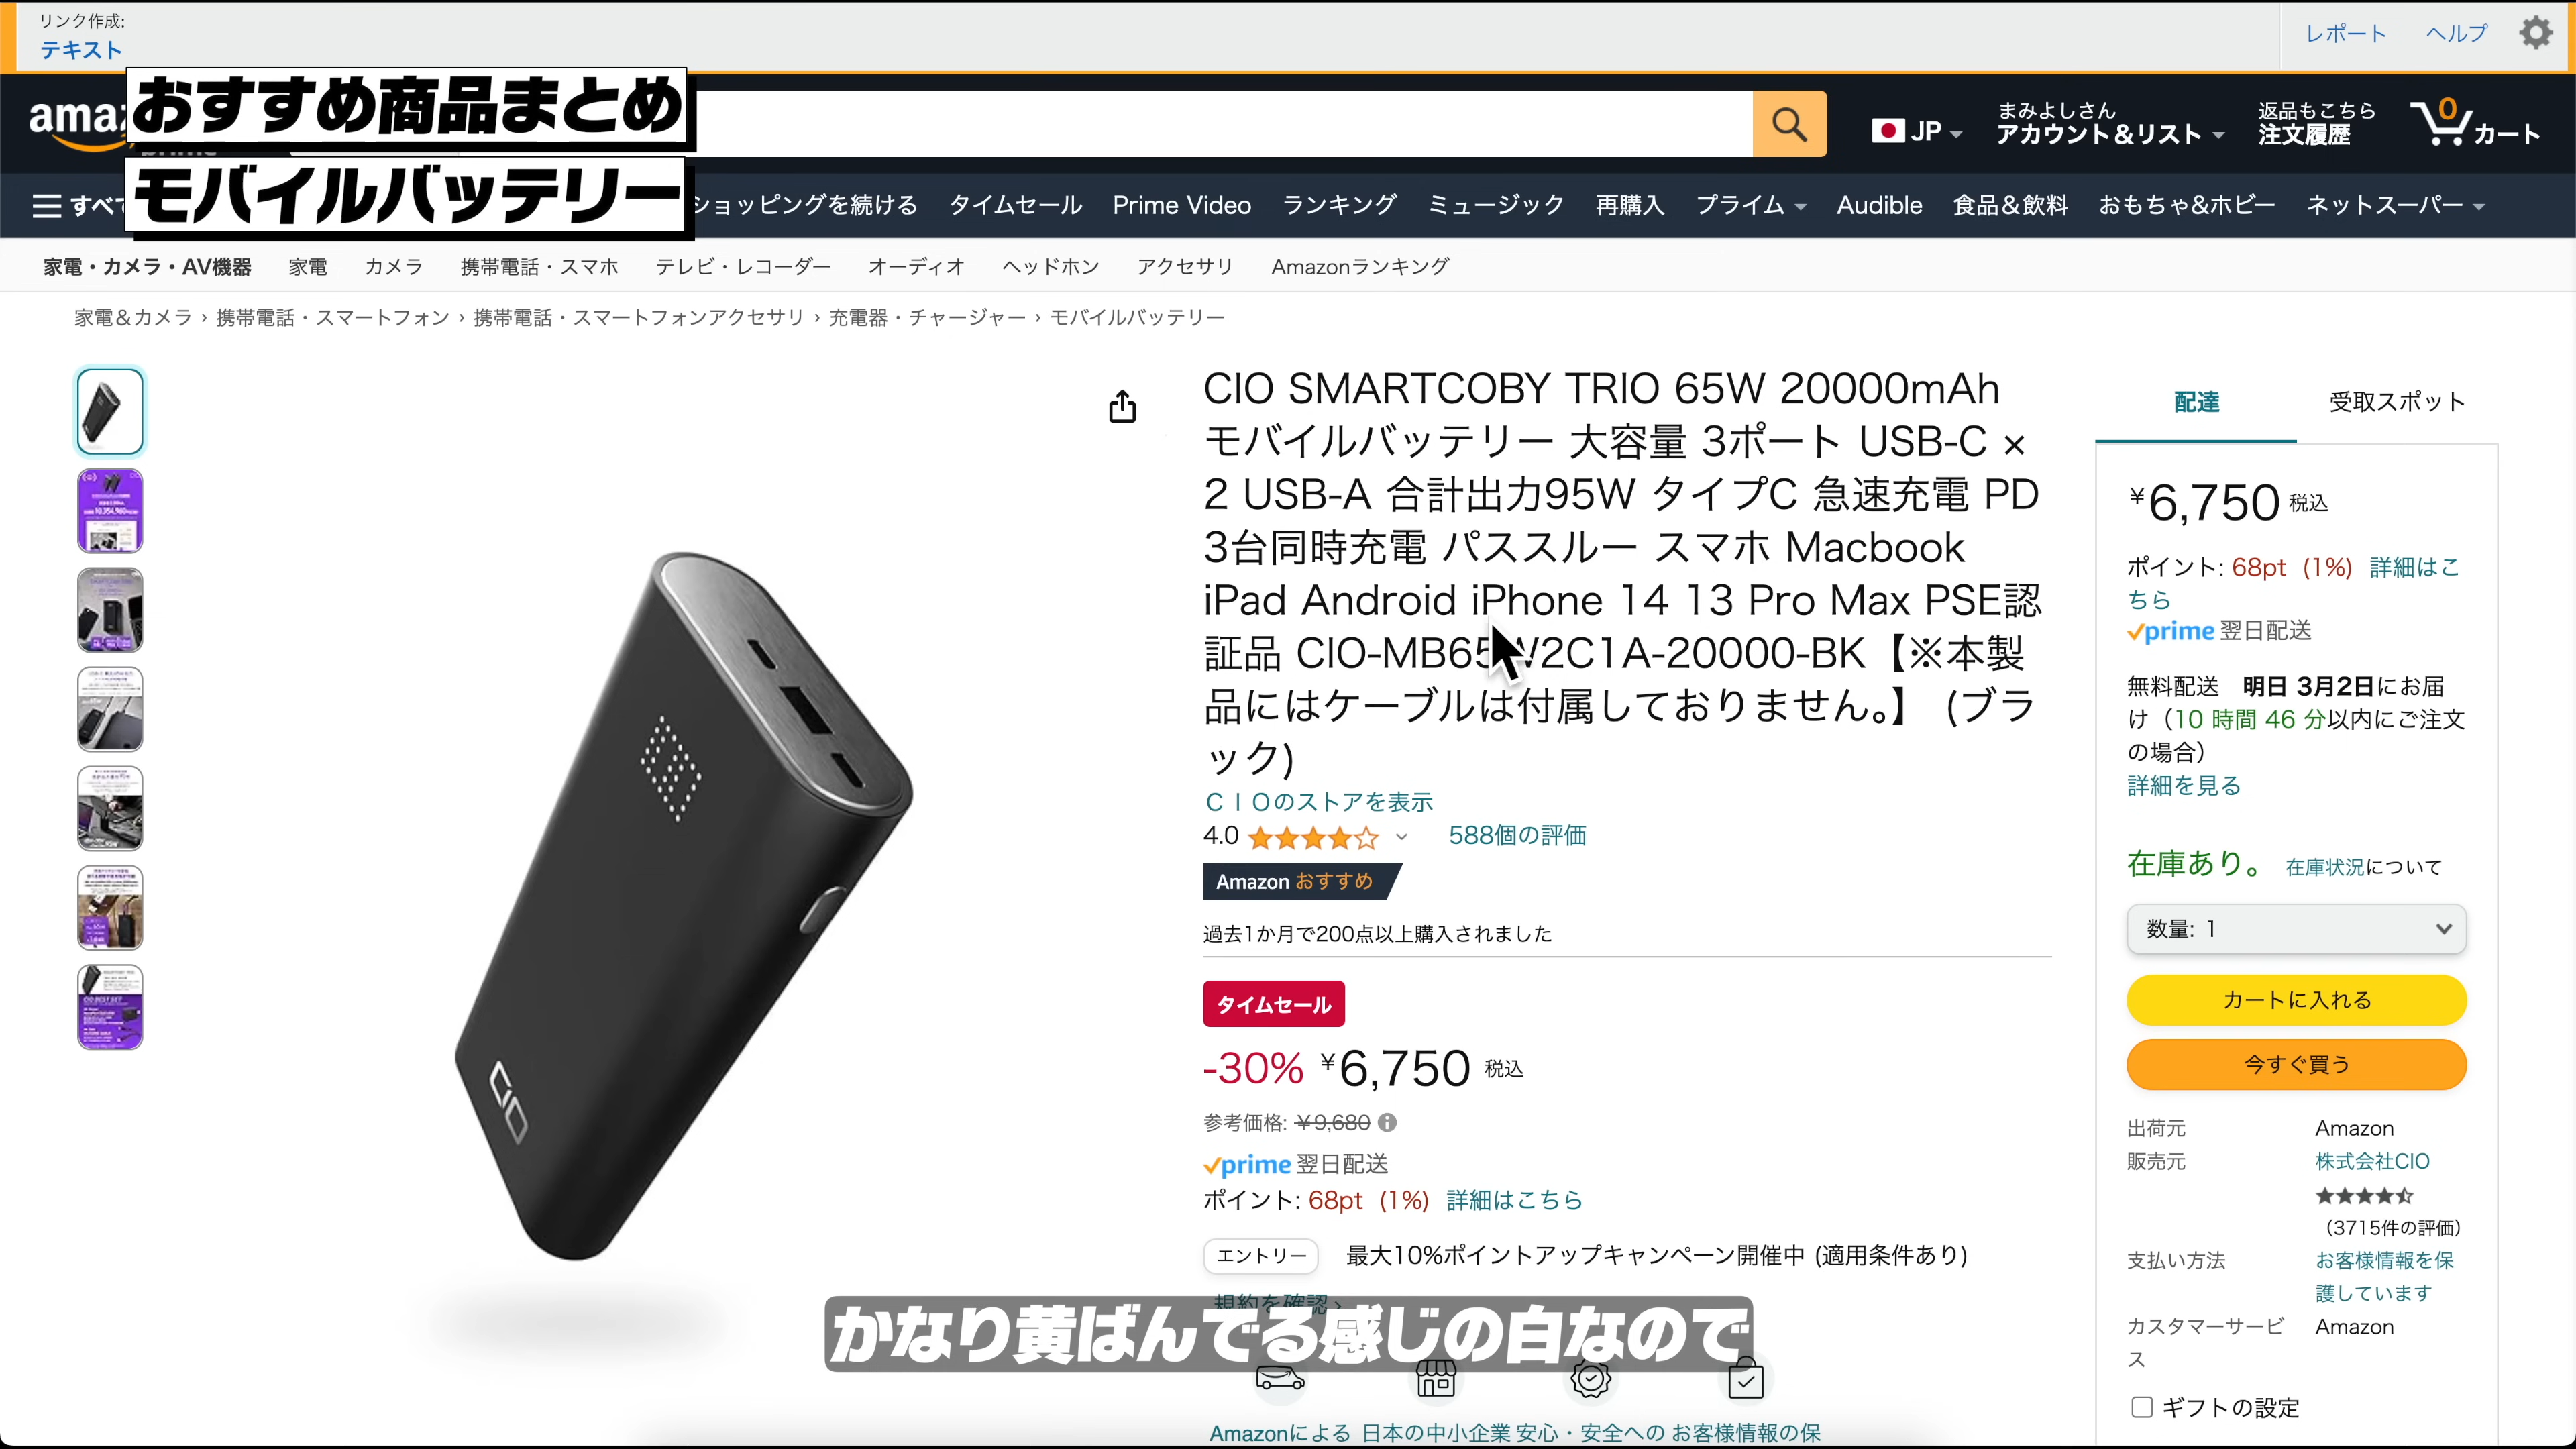 リンク作成:
テキスト
レポート
ヘルプ
おすすめ商品まとめ
モバイルバッテリー
JP
まみよしさん
アカウント＆リスト
返品もこちら
注文履歴
0
カート
ショッピングを続ける
タイムセール
Prime Video
ランキング
ミュージック
再購入
プライム
Audible
食品＆飲料
おもちゃ&ホビー
ネットスーパー
家電・カメラ・AV機器
家電
カメラ
携帯電話・スマホ
テレビ・レコーダー
オーディオ
ヘッドホン
アクセサリ
Amazonランキング
家電＆カメラ › 携帯電話・スマートフォン › 携帯電話・スマートフォンアクセサリ › 充電器・チャージャー › モバイルバッテリー
CIO
CIO SMARTCOBY TRIO 65W 20000mAh
モバイルバッテリー 大容量 3ポート USB-C ×
2 USB-A 合計出力95W タイプC 急速充電 PD
3台同時充電 パススルー スマホ Macbook
iPad Android iPhone 14 13 Pro Max PSE認
証品 CIO-MB65W2C1A-20000-BK【※本製
品にはケーブルは付属しておりません。】 (ブラ
ック)
ＣＩＯのストアを表示
4.0
588個の評価
Amazon おすすめ
過去1か月で200点以上購入されました
タイムセール
-30% ￥6,750 税込
参考価格: ￥9,680
prime 翌日配送
ポイント: 68pt (1%) 詳細はこちら
エントリー
最大10%ポイントアップキャンペーン開催中 (適用条件あり)
規約を確認 ›
かなり黄ばんでる感じの白なので
Amazonによる
日本の中小企業
安心・安全への
お客様情報の保
配達
受取スポット
￥6,750 税込
ポイント: 68pt (1%) 詳細はこ
ちら
prime 翌日配送
無料配送 明日 3月2日にお届
け（10 時間 46 分以内にご注文
の場合）
詳細を見る
在庫あり。 在庫状況について
数量: 1
カートに入れる
今すぐ買う
出荷元 Amazon
販売元 株式会社CIO
（3715件の評価）
支払い方法 お客様情報を保
護しています
カスタマーサービ Amazon
ス
ギフトの設定